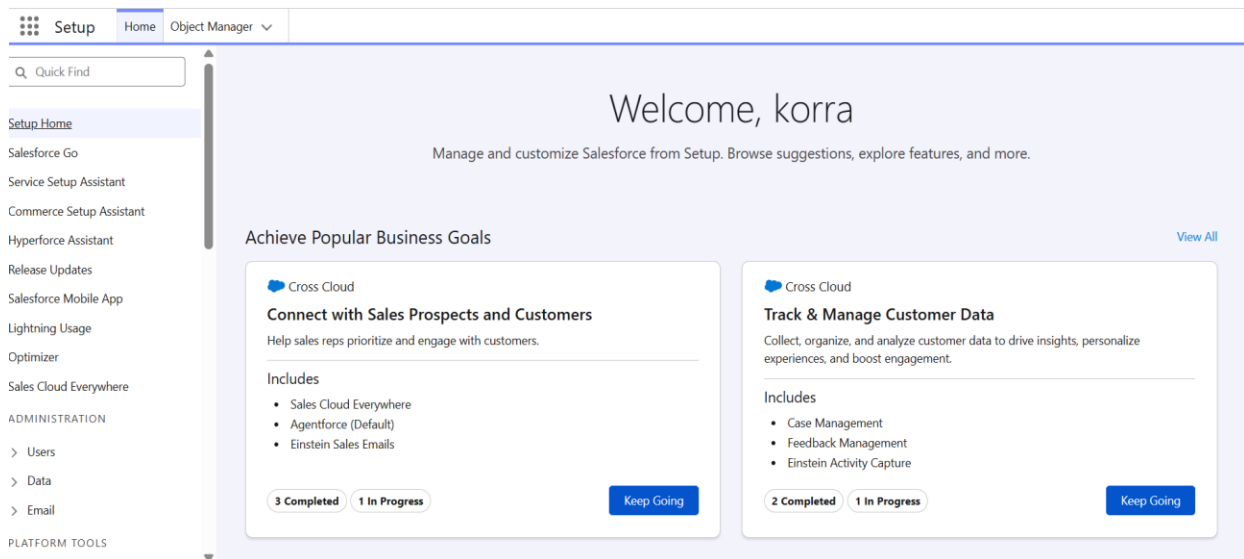 Setup
Home
Object Manager
Quick Find
Setup Home
Salesforce Go
Service Setup Assistant
Commerce Setup Assistant
Hyperforce Assistant
Release Updates
Salesforce Mobile App
Lightning Usage
Optimizer
Sales Cloud Everywhere
ADMINISTRATION
Users
Data
Email
PLATFORM TOOLS
Welcome, korra
Manage and customize Salesforce from Setup. Browse suggestions, explore features, and more.
Achieve Popular Business Goals
View All
Cross Cloud
Connect with Sales Prospects and Customers
Help sales reps prioritize and engage with customers.
Includes
• Sales Cloud Everywhere
• Agentforce (Default)
• Einstein Sales Emails
3 Completed
1 In Progress
Keep Going
Cross Cloud
Track & Manage Customer Data
Collect, organize, and analyze customer data to drive insights, personalize
experiences, and boost engagement.
Includes
• Case Management
• Feedback Management
• Einstein Activity Capture
2 Completed
1 In Progress
Keep Going